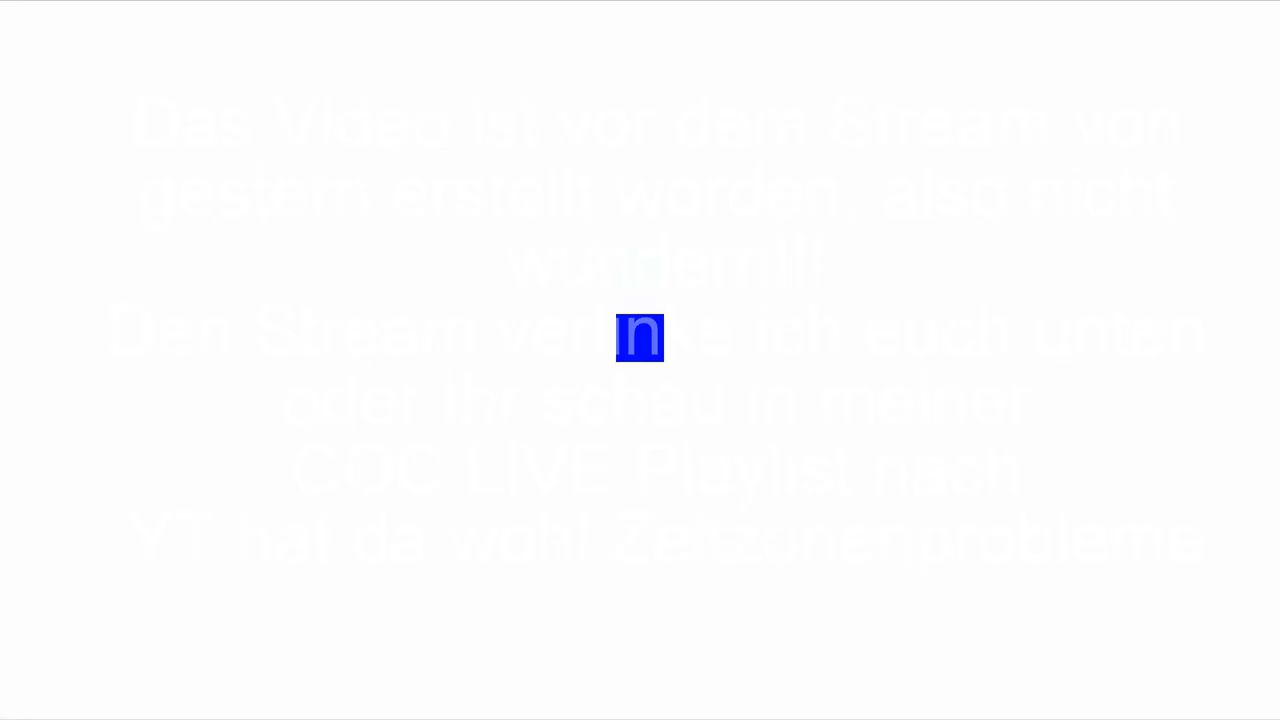 Das Video ist vor dem Stream von
gestern erstellt worden, also nicht
wundern!!!
Den Stream verlinke ich euch unten
oder ihr schau in meiner
COC LIVE Playlist nach
YT hat da wohl Zeitzonenprobleme